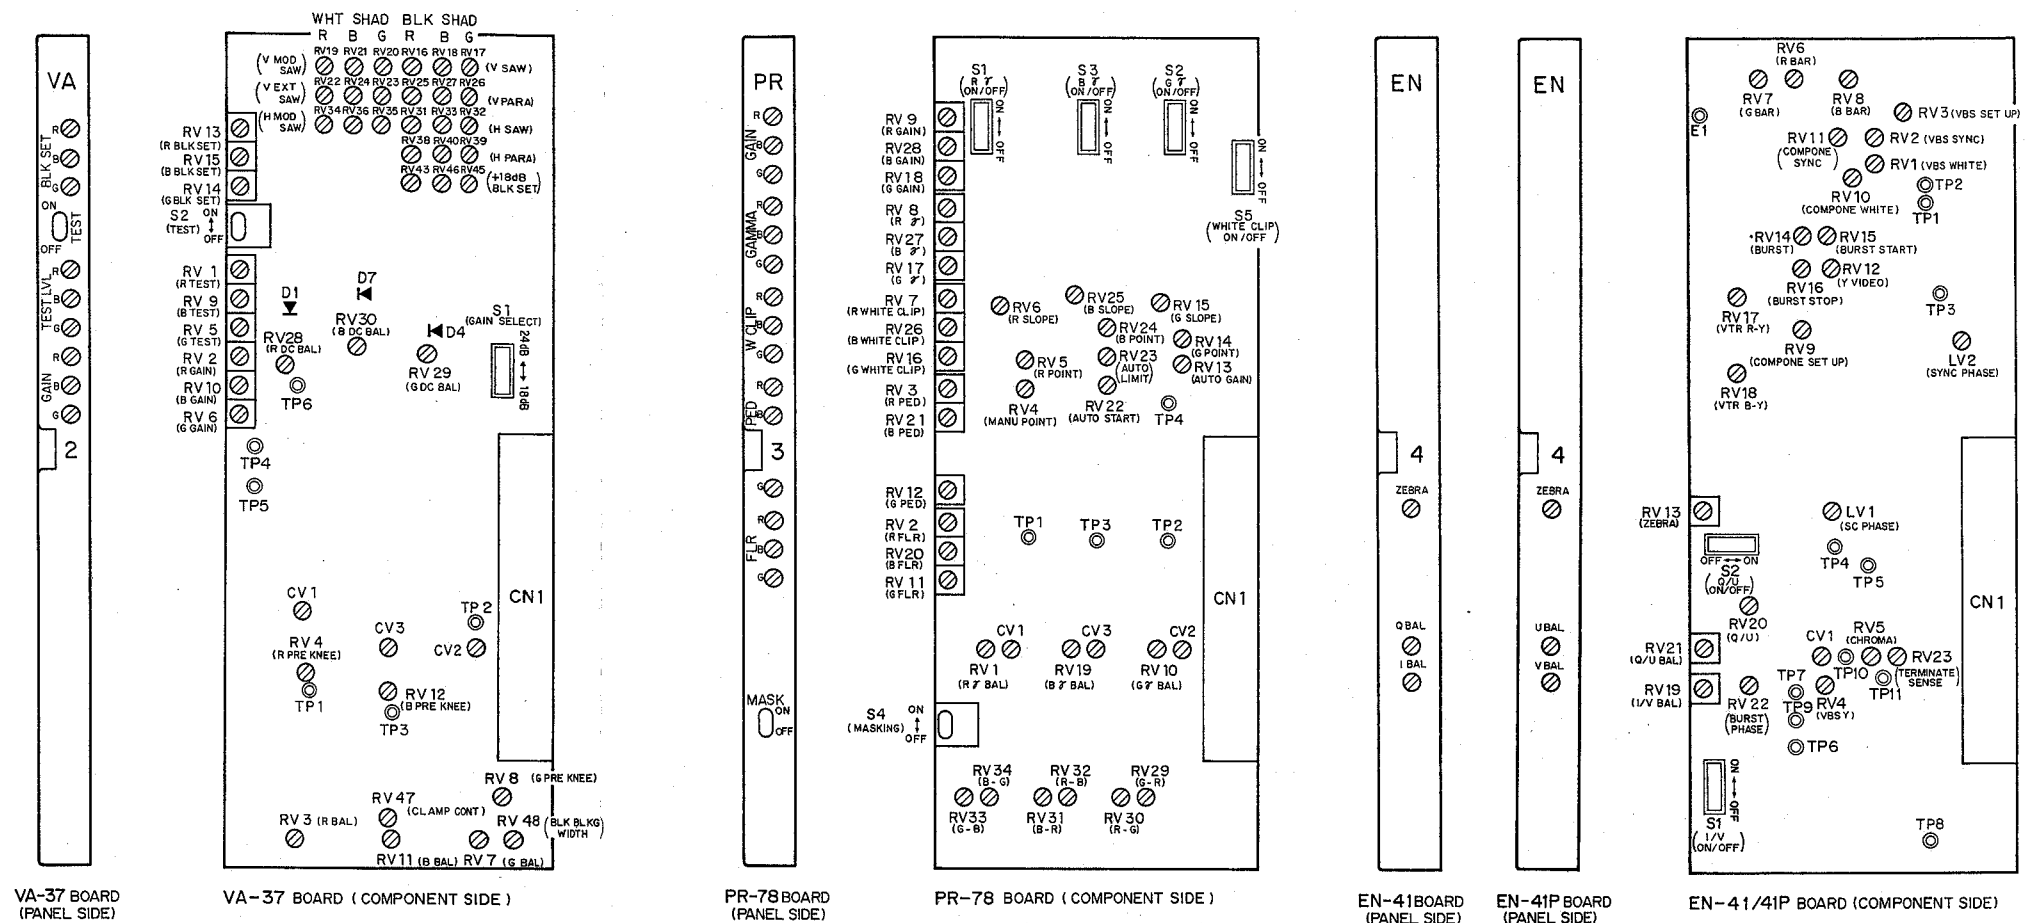 VA
R
B
G
BLK SET
ON
OFF
TEST
R
B
G
TEST LVL
R
B
G
GAIN
2
VA-37 BOARD
(PANEL SIDE)
WHT SHAD BLK SHAD
R B G R B G
RV19 RV21 RV20 RV16 RV18 RV17
(V MOD SAW)
(V SAW)
RV22 RV24 RV23 RV25 RV27 RV26
(V EXT SAW)
(V PARA)
RV34 RV36 RV35 RV31 RV33 RV32
(H MOD SAW)
(H SAW)
RV38 RV40 RV39
(H PARA)
RV43 RV46 RV45
(+18dB BLK SET)
RV 13
(R BLK SET)
RV 15
(B BLK SET)
RV 14
(G BLK SET)
S2
(TEST)
ON
OFF
RV 1
(R TEST)
RV 9
(B TEST)
RV 5
(G TEST)
RV 2
(R GAIN)
RV 10
(B GAIN)
RV 6
(G GAIN)
D1
D7
RV30
(B DC BAL)
RV28
(R DC BAL)
D4
RV 29
(G DC BAL)
TP6
S1
(GAIN SELECT)
24dB
18dB
TP4
TP5
CN1
CV 1
RV 4
(R PRE KNEE)
TP1
CV3
TP 2
CV2
RV 12
(B PRE KNEE)
TP3
RV 8 (G PRE KNEE)
RV 47
(CLAMP CONT)
RV 3 (R BAL)
RV 48 (BLK BLKG WIDTH)
RV 11 (B BAL)
RV 7 (G BAL)
VA-37 BOARD (COMPONENT SIDE)
PR
R
B
G
GAIN
R
B
G
GAMMA
R
B
G
W CLIP
R
B
PED
3
G
R
B
G
FLR
MASK
ON
OFF
PR-78 BOARD
(PANEL SIDE)
S1
(R γ ON/OFF)
ON
OFF
S3
(B γ ON/OFF)
ON
OFF
S2
(G γ ON/OFF)
ON
OFF
ON
OFF
S5
(WHITE CLIP ON/OFF)
RV 9
(R GAIN)
RV28
(B GAIN)
RV18
(G GAIN)
RV 8
(R γ)
RV27
(B γ)
RV 17
(G γ)
RV 7
(R WHITE CLIP)
RV26
(B WHITE CLIP)
RV 16
(G WHITE CLIP)
RV 3
(R PED)
RV21
(B PED)
RV6
(R SLOPE)
RV25
(B SLOPE)
RV 15
(G SLOPE)
RV24
(B POINT)
RV 14
(G POINT)
RV 5
(R POINT)
RV23
(AUTO LIMIT)
RV13
(AUTO GAIN)
RV4
(MANU POINT)
RV 22
(AUTO START)
TP4
RV 12
(G PED)
RV 2
(R FLR)
RV20
(B FLR)
RV 11
(G FLR)
TP1
TP3
TP2
CN1
CV1
CV3
CV2
RV 1
(R γ BAL)
RV19
(B γ BAL)
RV10
(G γ BAL)
S4
(MASKING)
ON
OFF
RV34
(B-G)
RV32
(R-B)
RV29
(G-R)
RV33
(G-B)
RV31
(B-R)
RV30
(R-G)
PR-78 BOARD (COMPONENT SIDE)
EN
4
ZEBRA
Q BAL
I BAL
EN-41 BOARD
(PANEL SIDE)
EN
4
ZEBRA
U BAL
V BAL
EN-41P BOARD
(PANEL SIDE)
RV6
(R BAR)
RV7
(G BAR)
RV8
(B BAR)
E1
RV3 (VBS SET UP)
RV11
(COMPONE SYNC)
RV2 (VBS SYNC)
RV1 (VBS WHITE)
RV10
(COMPONE WHITE)
TP2
TP1
RV14
(BURST)
RV15
(BURST START)
RV12
(Y VIDEO)
RV16
(BURST STOP)
RV17
(VTR R-Y)
TP3
RV9
(COMPONE SET UP)
LV2
(SYNC PHASE)
RV18
(VTR B-Y)
RV 13
(ZEBRA)
LV1
(SC PHASE)
OFF ON
S2
(Q/U ON/OFF)
TP4
TP5
CN1
RV20
(Q/U)
RV21
(Q/U BAL)
CV1
RV5
(CHROMA)
RV23
(TERMINATE SENSE)
TP10
TP11
RV19
(I/V BAL)
RV 22
(BURST PHASE)
TP7
TP9
RV4
(VBS Y)
TP6
ON
OFF
S1
(I/V ON/OFF)
TP8
EN-41/41P BOARD (COMPONENT SIDE)